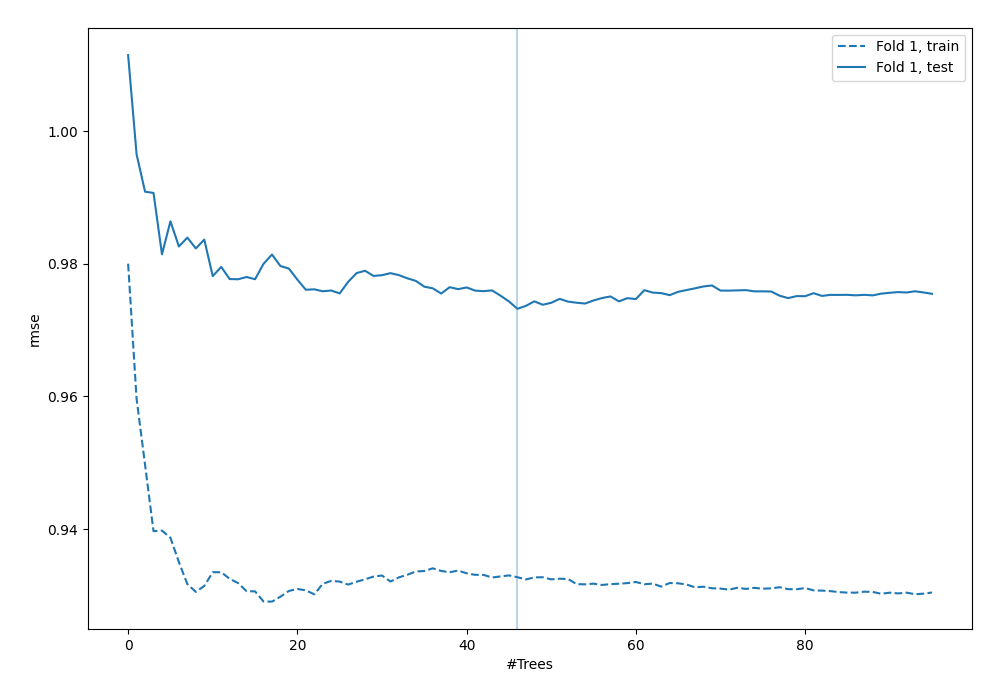 Fold 1, train
Fold 1, test
1.00
0.98
0.96
0.94
rmse
0 20 40 60 80
#Trees